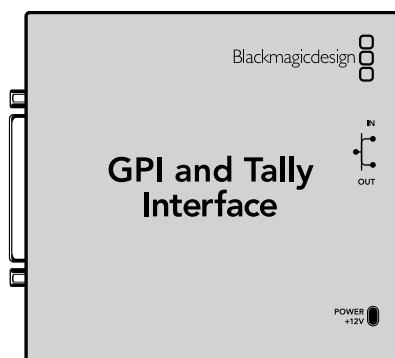 Blackmagicdesign
IN
OUT
GPI and Tally
Interface
POWER
+12V